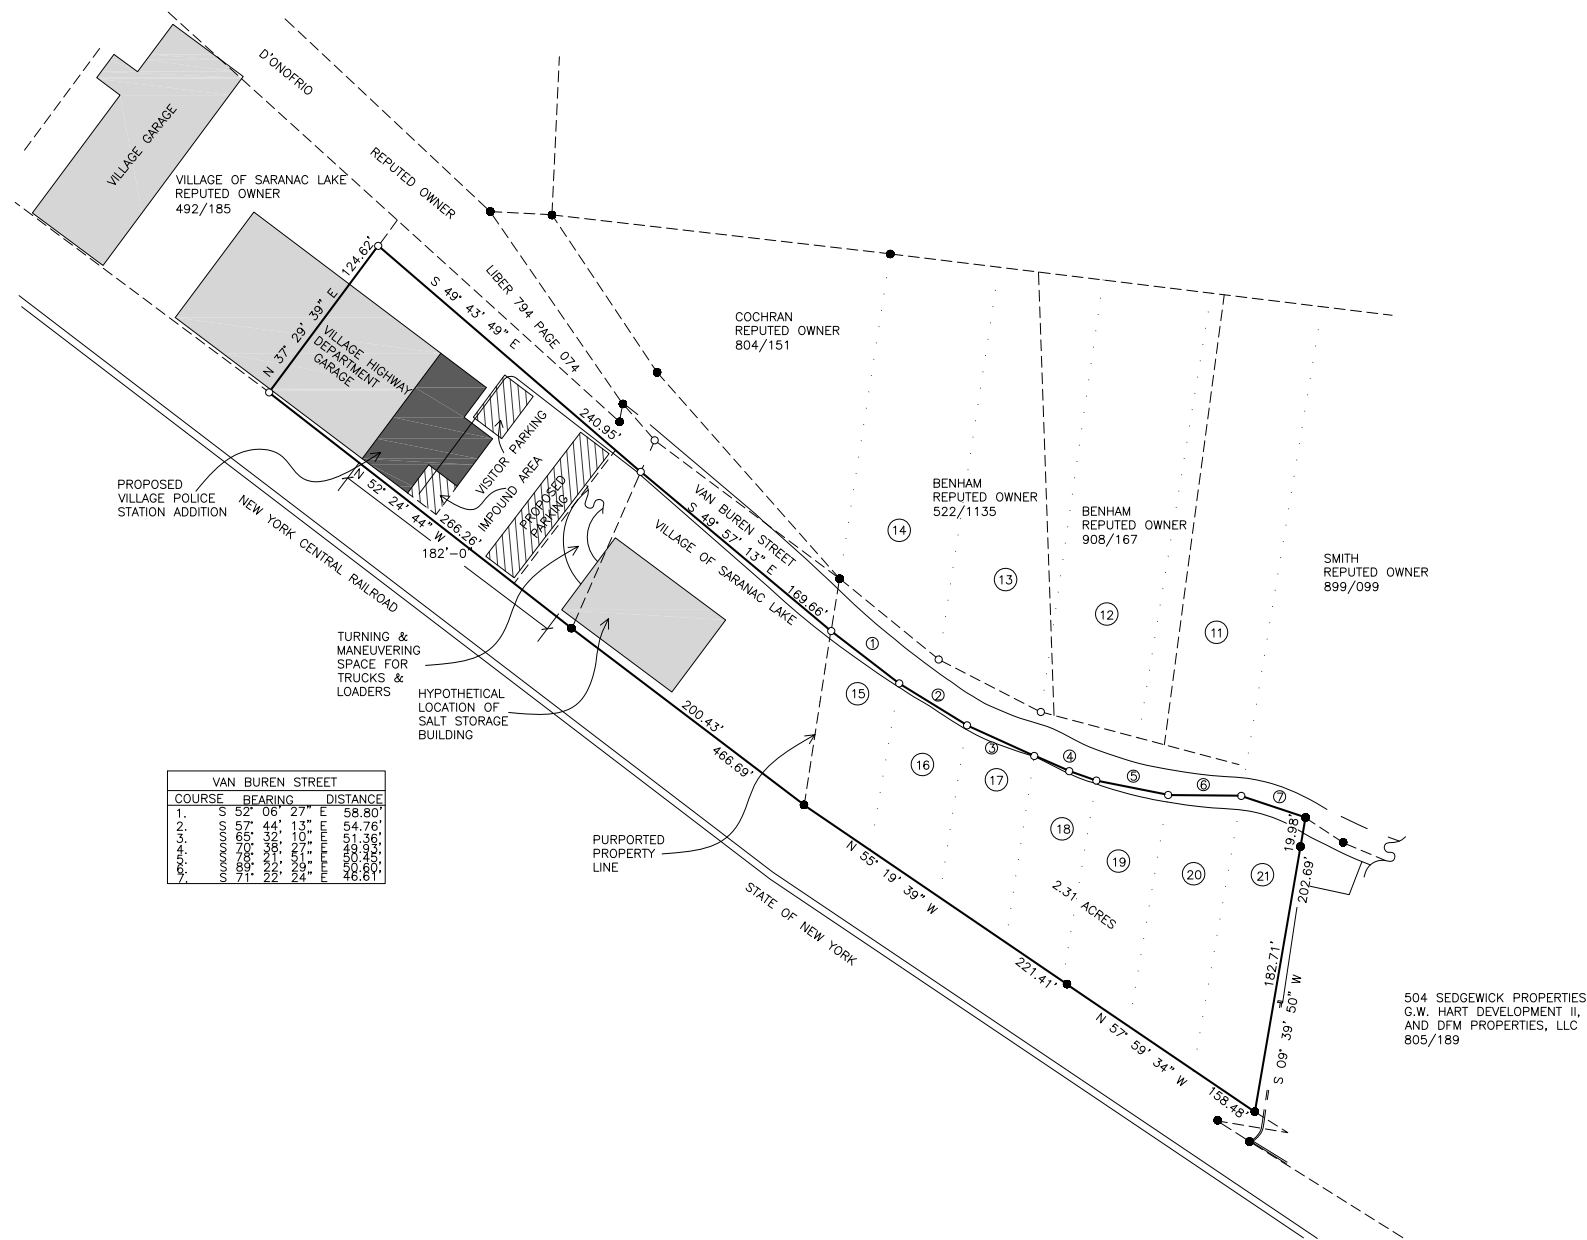 D'ONOFRIO
REPUTED OWNER
LIBER 794 PAGE 074
VILLAGE GARAGE
VILLAGE OF SARANAC LAKE
REPUTED OWNER
492/185
124.62'
N 37° 29' 39" E
S 49° 43' 49" E
240.95'
VILLAGE HIGHWAY
DEPARTMENT
GARAGE
VISITOR PARKING
IMPOUND AREA
PROPOSED
PARKING
PROPOSED
VILLAGE POLICE
STATION ADDITION
N 52° 24' 44" W
266.26'
182'-0"
NEW YORK CENTRAL RAILROAD
COCHRAN
REPUTED OWNER
804/151
VAN BUREN STREET
S 49° 57' 13" E
169.66'
VILLAGE OF SARANAC LAKE
BENHAM
REPUTED OWNER
522/1135
BENHAM
REPUTED OWNER
908/167
SMITH
REPUTED OWNER
899/099
14
13
12
11
1
2
3
4
5
6
7
15
16
17
18
19
20
21
TURNING &
MANEUVERING
SPACE FOR
TRUCKS &
LOADERS
HYPOTHETICAL
LOCATION OF
SALT STORAGE
BUILDING
200.43'
466.69'
PURPORTED
PROPERTY
LINE
VAN BUREN STREET
COURSE BEARING DISTANCE
1. S 52° 06' 27" E 58.80'
2. S 57° 44' 13" E 54.76'
3. S 65° 32' 10" E 51.36'
4. S 70° 38' 27" E 49.93'
5. S 78° 21' 51" E 50.45'
6. S 89° 22' 29" E 50.60'
7. S 71° 22' 24" E 46.61'
N 55° 19' 39" W
221.41'
2.31 ACRES
N 57° 59' 34" W
158.48'
19.98'
202.69'
182.71'
S 09° 39' 50" W
STATE OF NEW YORK
504 SEDGEWICK PROPERTIES
G.W. HART DEVELOPMENT II,
AND DFM PROPERTIES, LLC
805/189